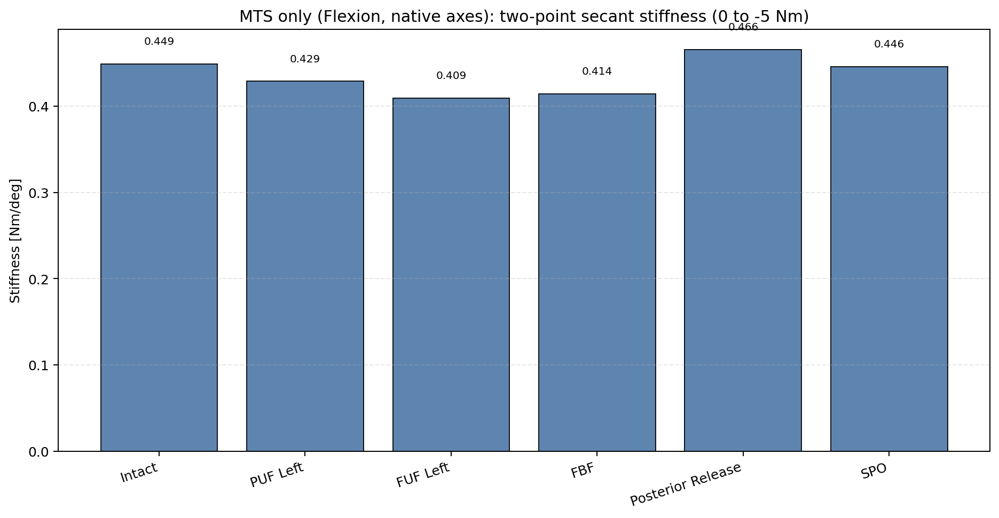 MTS only (Flexion, native axes): two-point secant stiffness (0 to -5 Nm)
0.449
0.429
0.409
0.414
0.466
0.446
Stiffness [Nm/deg]
0.4
0.3
0.2
0.1
0.0
Intact
PUF Left
FUF Left
FBF
Posterior Release
SPO